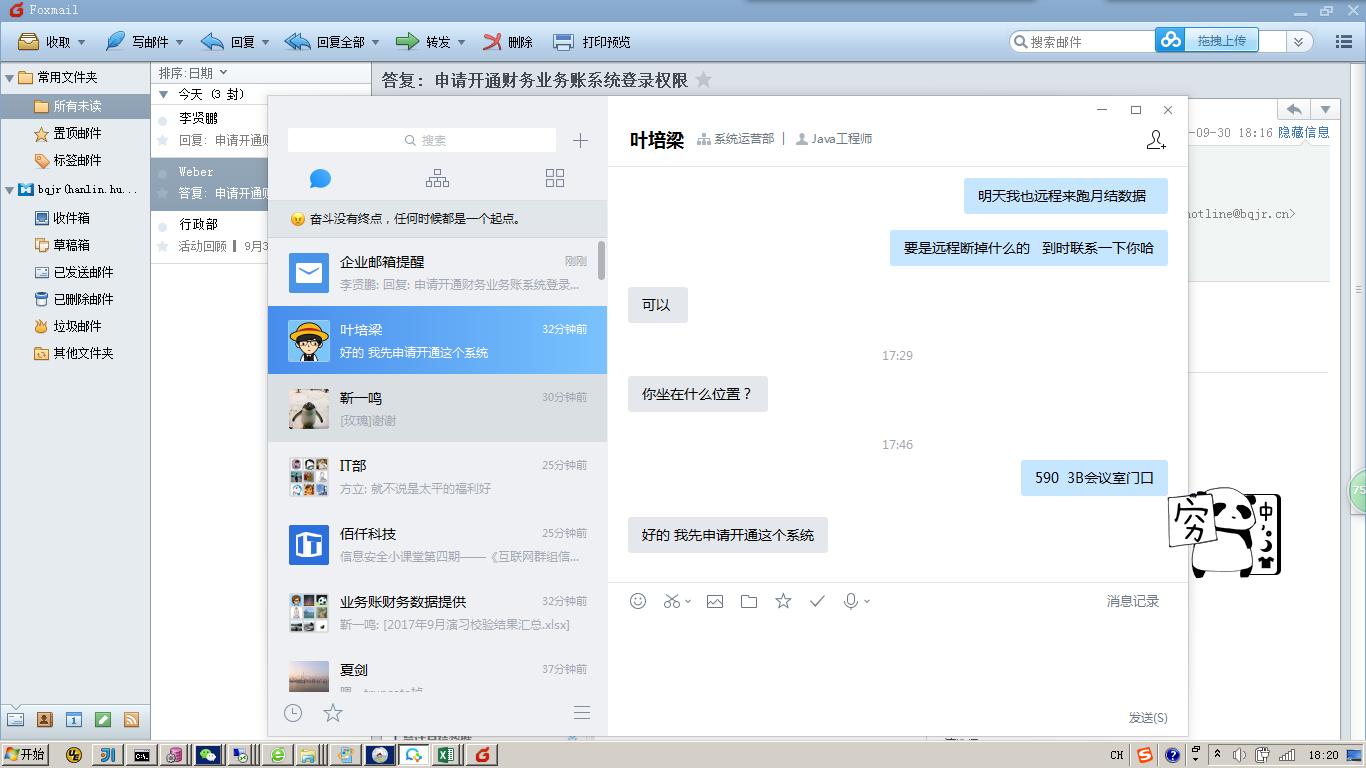 Foxmail
收取
写邮件
回复
回复全部
转发
删除
打印预览
搜索邮件
拖拽上传
常用文件夹
所有未读
置顶邮件
标签邮件
bqjr(hanlin.hu...
收件箱
草稿箱
已发送邮件
已删除邮件
垃圾邮件
其他文件夹
排序:日期
今天 (3 封)
李贤鹏
回复: 申请开通财
Weber
答复: 申请开通财
行政部
活动回顾 ▎ 9月3
答复: 申请开通财务业务账系统登录权限
-09-30 18:16 隐藏信息
hotline@bqjr.cn>
搜索
奋斗没有终点，任何时候都是一个起点。
企业邮箱提醒
刚刚
李贤鹏: 回复: 申请开通财务业务账系统登录...
叶培梁
32分钟前
好的 我先申请开通这个系统
靳一鸣
30分钟前
[玫瑰]谢谢
IT部
25分钟前
方立: 就不说是太平的福利好
佰仟科技
25分钟前
信息安全小课堂第四期——《互联网群组信...
业务账财务数据提供
32分钟前
靳一鸣: [2017年9月演习校验结果汇总.xlsx]
夏剑
37分钟前
叶培梁 系统运营部 | Java工程师
明天我也远程来跑月结数据
要是远程断掉什么的 到时联系一下你哈
可以
17:29
你坐在什么位置？
17:46
590 3B会议室门口
好的 我先申请开通这个系统
消息记录
发送(S)
穷
中
75
开始
CH
18:20